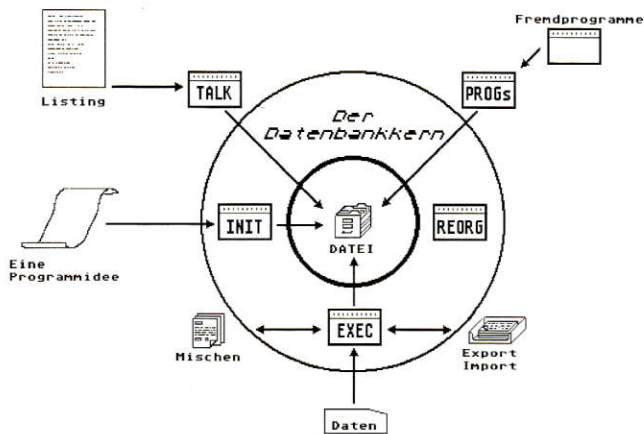 Fremdprogramme
Listing
TALK
PROGs
Der
Datenbankkern
INIT
DATEI
REORG
Eine
Programmidee
EXEC
Mischen
Export
Import
Daten